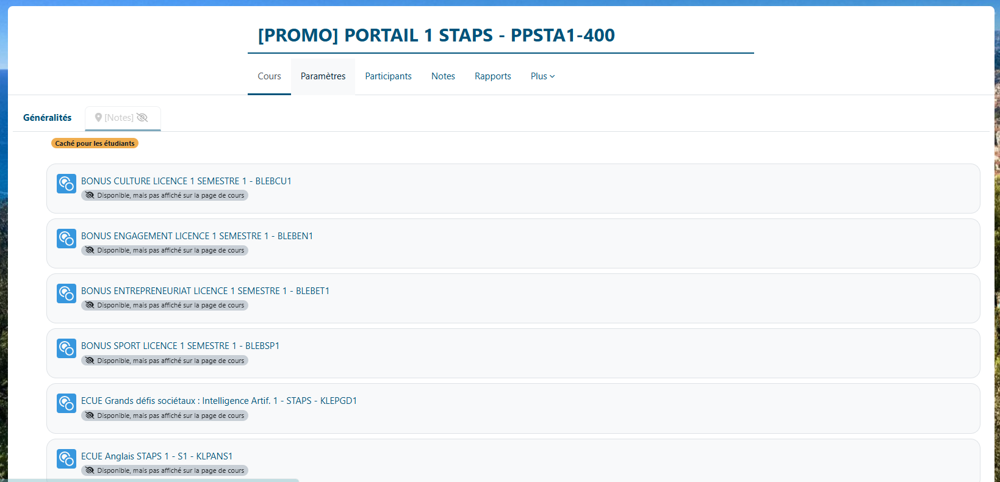 [PROMO] PORTAIL 1 STAPS - PPSTA1-400
Cours Paramètres Participants Notes Rapports Plus
Généralités [Notes]
Caché pour les étudiants
BONUS CULTURE LICENCE 1 SEMESTRE 1 - BLEBCU1
Disponible, mais pas affiché sur la page de cours
BONUS ENGAGEMENT LICENCE 1 SEMESTRE 1 - BLEBEN1
Disponible, mais pas affiché sur la page de cours
BONUS ENTREPRENEURIAT LICENCE 1 SEMESTRE 1 - BLEBET1
Disponible, mais pas affiché sur la page de cours
BONUS SPORT LICENCE 1 SEMESTRE 1 - BLEBSP1
Disponible, mais pas affiché sur la page de cours
ECUE Grands défis sociétaux : Intelligence Artif. 1 - STAPS - KLEPGD1
Disponible, mais pas affiché sur la page de cours
ECUE Anglais STAPS 1 - S1 - KLPANS1
Disponible, mais pas affiché sur la page de cours